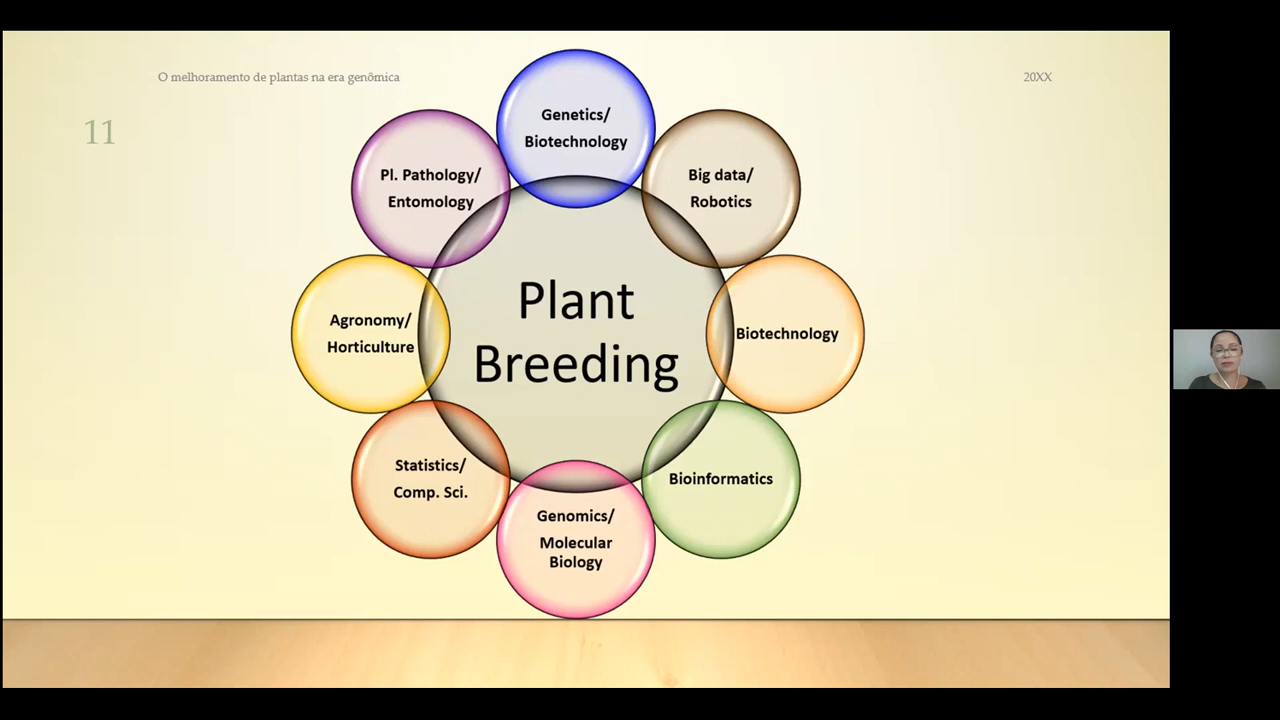 O melhoramento de plantas na era genômica
20XX
11
Genetics/
Biotechnology
Pl. Pathology/
Entomology
Big data/
Robotics
Plant
Breeding
Agronomy/
Horticulture
Biotechnology
Statistics/
Comp. Sci.
Bioinformatics
Genomics/
Molecular
Biology